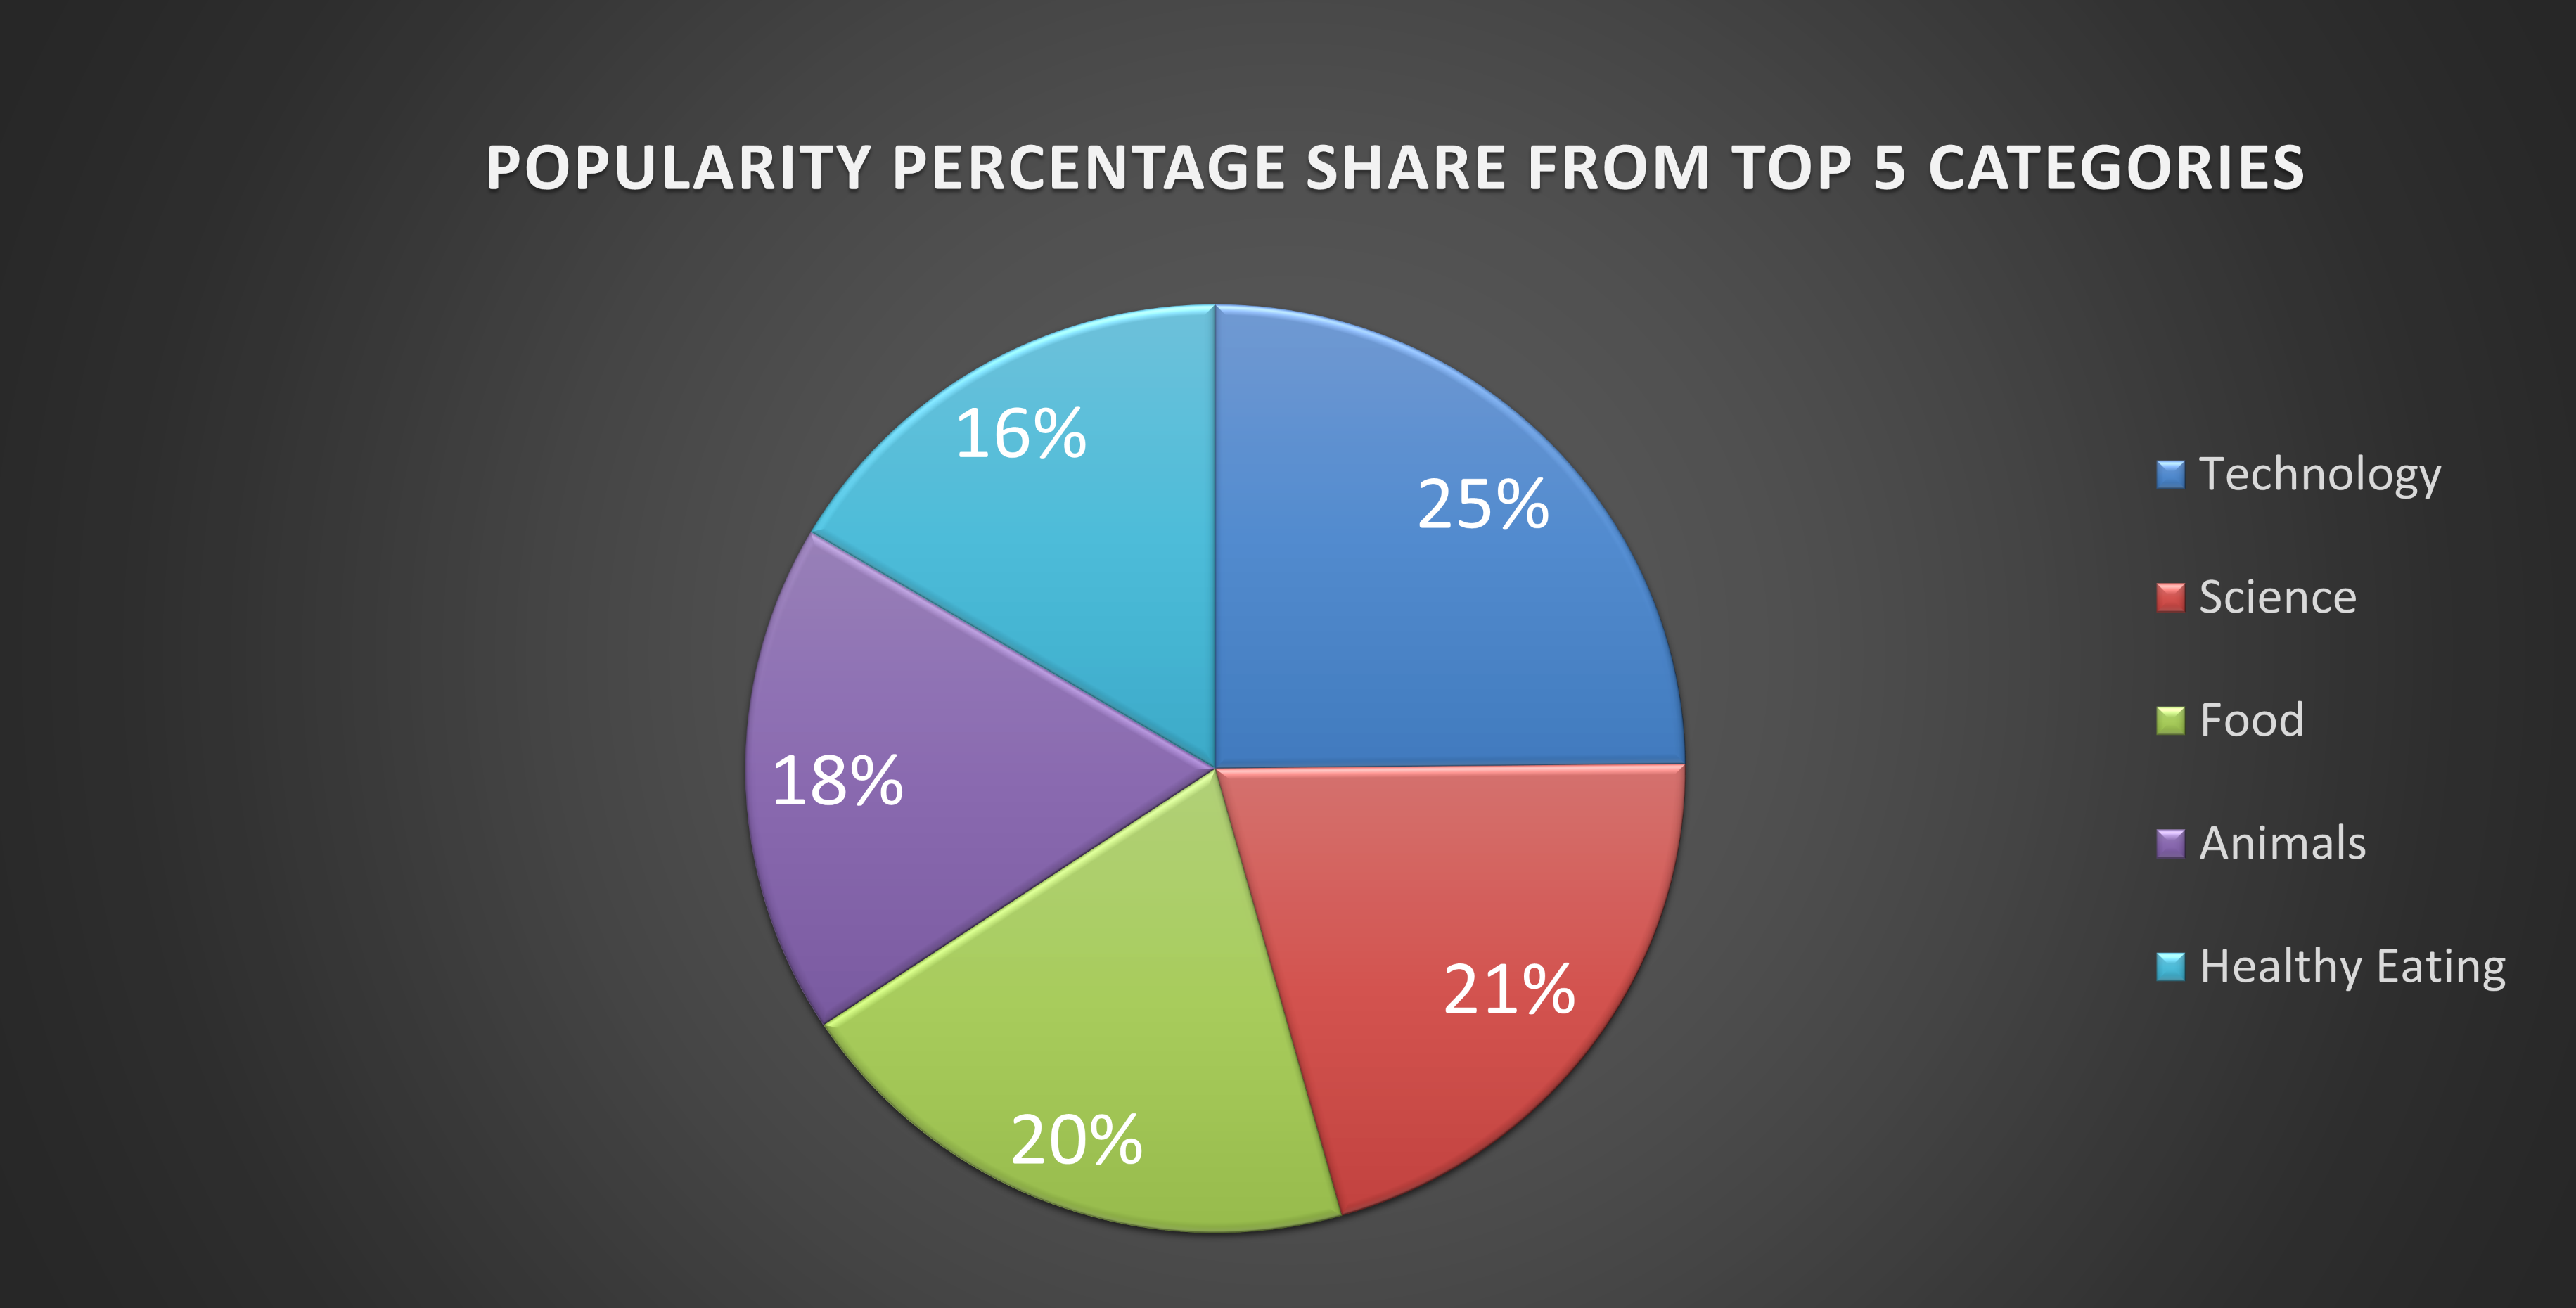 POPULARITY PERCENTAGE SHARE FROM TOP 5 CATEGORIES
16%
25%
18%
21%
20%
Technology
Science
Food
Animals
Healthy Eating